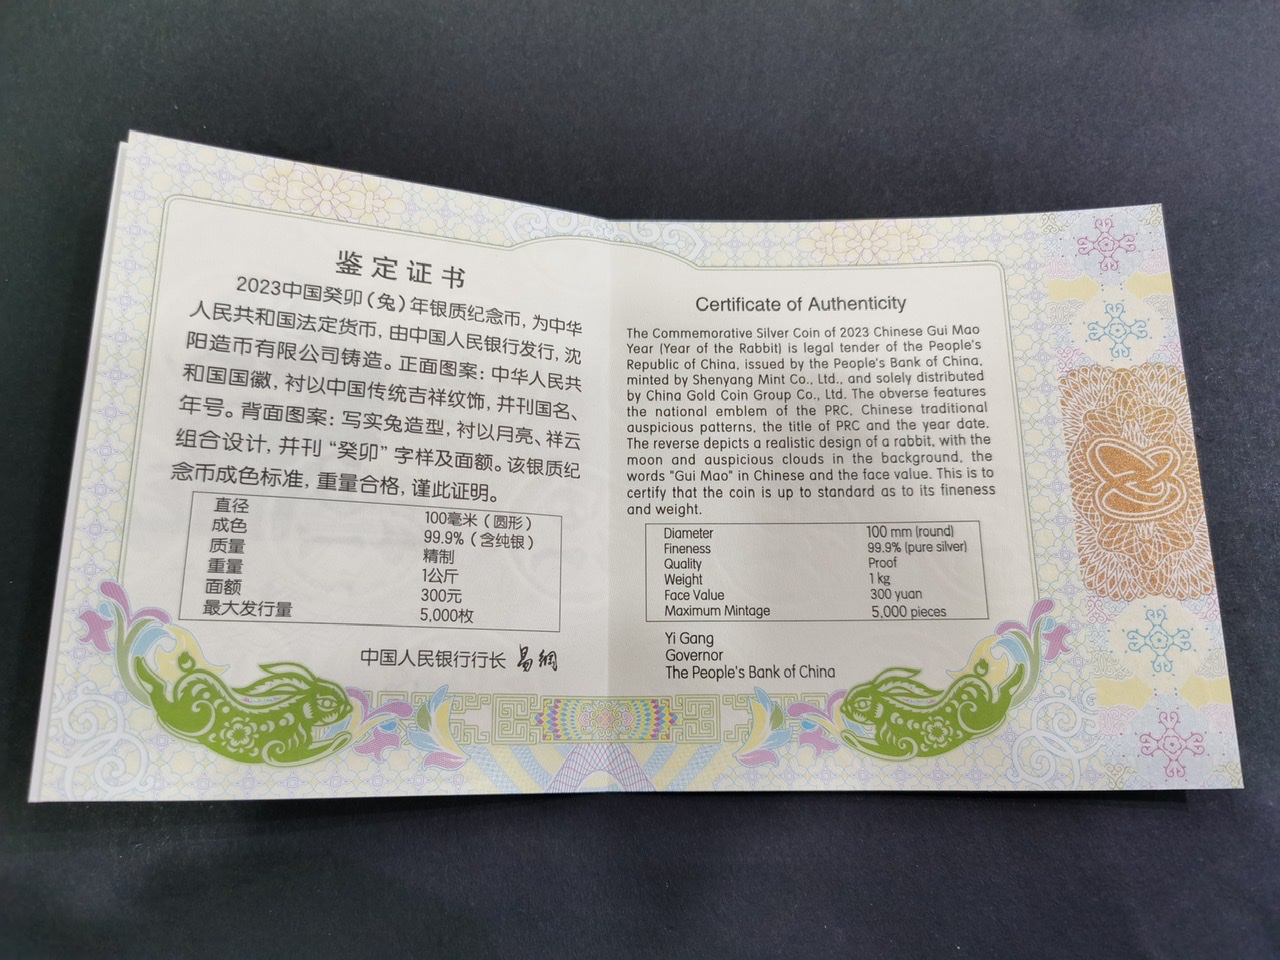 鉴定证书
2023中国癸卯（兔）年银质纪念币，为中华
人民共和国法定货币，由中国人民银行发行，沈
阳造币有限公司铸造。正面图案：中华人民共
和国国徽，衬以中国传统吉祥纹饰，并刊国名、
年号。背面图案：写实兔造型，衬以月亮、祥云
组合设计，并刊“癸卯”字样及面额。该银质纪
念币成色标准，重量合格，谨此证明。
直径 100毫米（圆形）
成色 99.9%（含纯银）
质量 精制
重量 1公斤
面额 300元
最大发行量 5,000枚
中国人民银行行长 易纲
Certificate of Authenticity
The Commemorative Silver Coin of 2023 Chinese Gui Mao
Year (Year of the Rabbit) is legal tender of the People's
Republic of China, issued by the People's Bank of China,
minted by Shenyang Mint Co., Ltd., and solely distributed
by China Gold Coin Group Co., Ltd. The obverse features
the national emblem of the PRC, Chinese traditional
auspicious patterns, the title of PRC and the year date.
The reverse depicts a realistic design of a rabbit, with the
moon and auspicious clouds in the background, the
words "Gui Mao" in Chinese and the face value. This is to
certify that the coin is up to standard as to its fineness
and weight.
Diameter 100 mm (round)
Fineness 99.9% (pure silver)
Quality Proof
Weight 1 kg
Face Value 300 yuan
Maximum Mintage 5,000 pieces
Yi Gang
Governor
The People's Bank of China